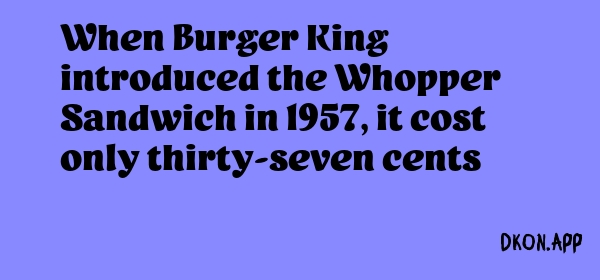 When Burger King
introduced the Whopper
Sandwich in 1957, it cost
only thirty-seven cents
DKON.APP